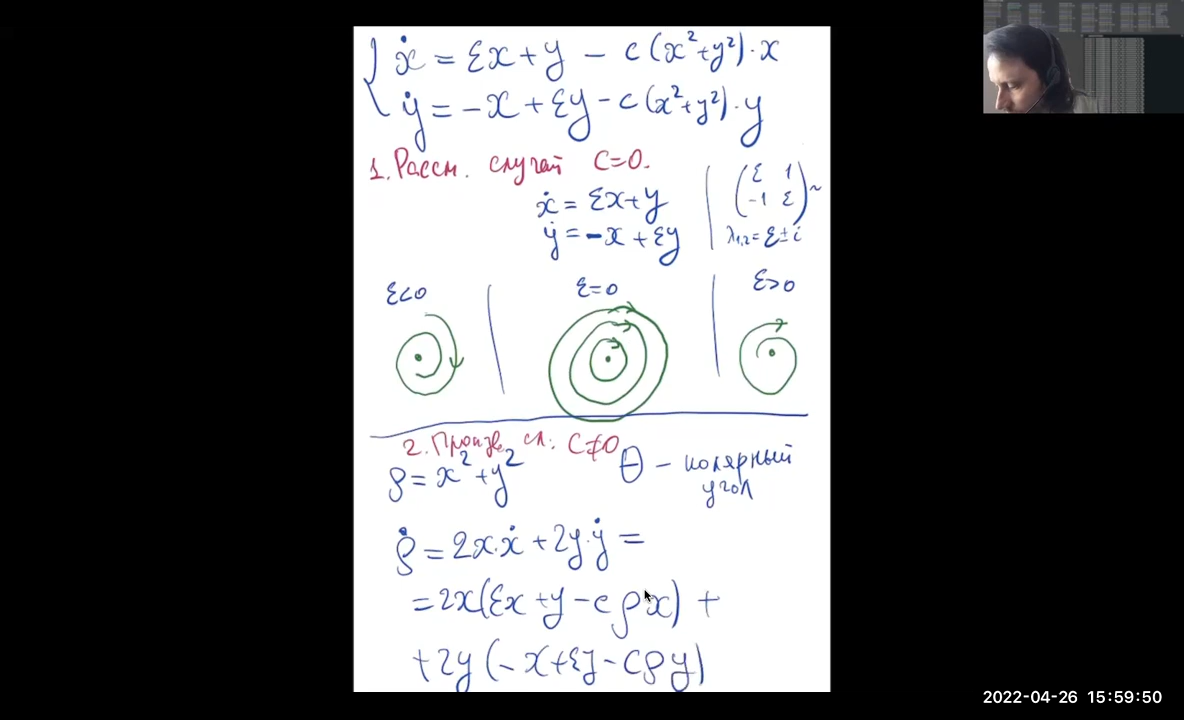 ẋ = εx + y − c(x²+y²)·x
ẏ = −x + εy − c(x²+y²)·y
1. Рассм. случай C=0.
ẋ = εx+y
ẏ = −x + εy
(ε 1
−1 ε) ~
λ₁,₂ = ε ± i
ε<0
ε=0
ε>0
2. Произв. сл. C≠0
ρ = x² + y²
θ − полярный
угол
ρ̇ = 2x·ẋ + 2y·ẏ =
= 2x(εx + y − cρx) +
+ 2y(−x + εy − cρy)
2022-04-26 15:59:50